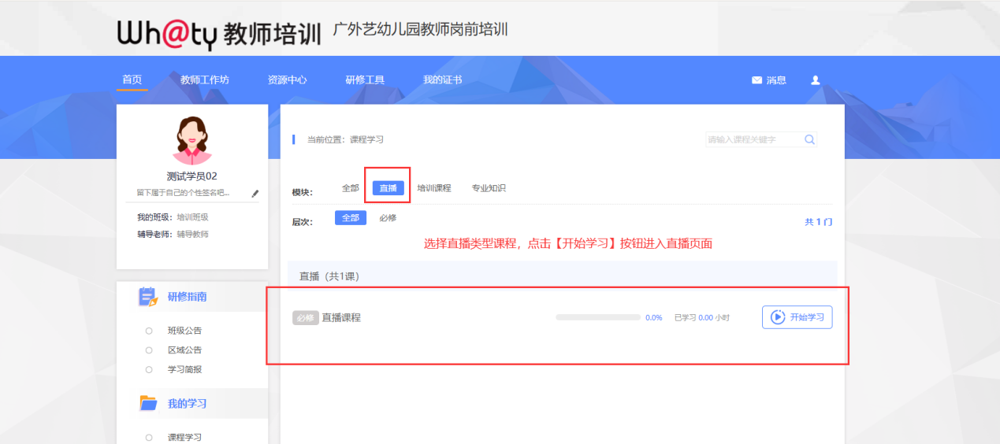 Wh@ty 教师培训 广外艺幼儿园教师岗前培训
首页 教师工作坊 资源中心 研修工具 我的证书 消息
测试学员02
留下属于自己的个性签名吧...
我的班级：培训班级
辅导老师：辅导教师
研修指南
班级公告
区域公告
学习简报
我的学习
课程学习
当前位置：课程学习
请输入课程关键字
模块： 全部 直播 培训课程 专业知识
层次： 全部 必修
共 1 门
选择直播类型课程，点击【开始学习】按钮进入直播页面
直播（共1课）
必修 直播课程 0.0% 已学习 0.00 小时 开始学习